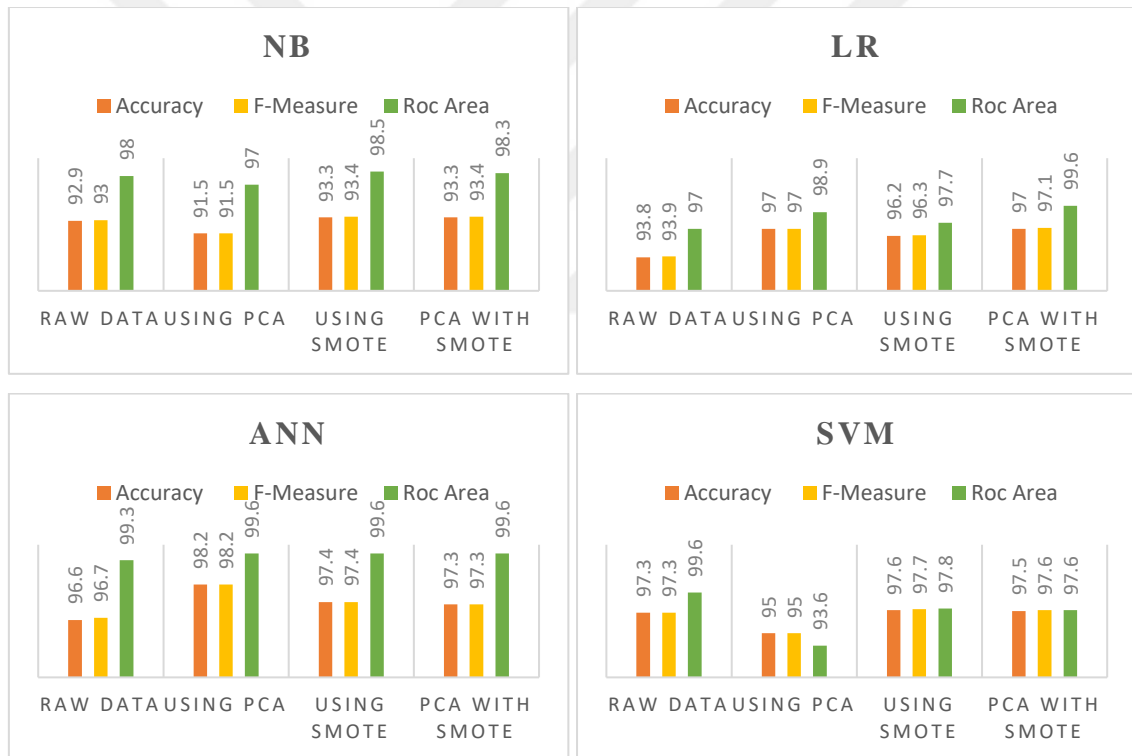 NB
Accuracy F-Measure Roc Area
92.9 93 98 91.5 91.5 97 93.3 93.4 98.5 93.3 93.4 98.3
RAW DATA USING PCA USING SMOTE PCA WITH SMOTE
LR
Accuracy F-Measure Roc Area
93.8 93.9 97 97 97 98.9 96.2 96.3 97.7 97 97.1 99.6
RAW DATA USING PCA USING SMOTE PCA WITH SMOTE
ANN
Accuracy F-Measure Roc Area
96.6 96.7 99.3 98.2 98.2 99.6 97.4 97.4 99.6 97.3 97.3 99.6
RAW DATA USING PCA USING SMOTE PCA WITH SMOTE
SVM
Accuracy F-Measure Roc Area
97.3 97.3 99.6 95 95 93.6 97.6 97.7 97.8 97.5 97.6 97.6
RAW DATA USING PCA USING SMOTE PCA WITH SMOTE